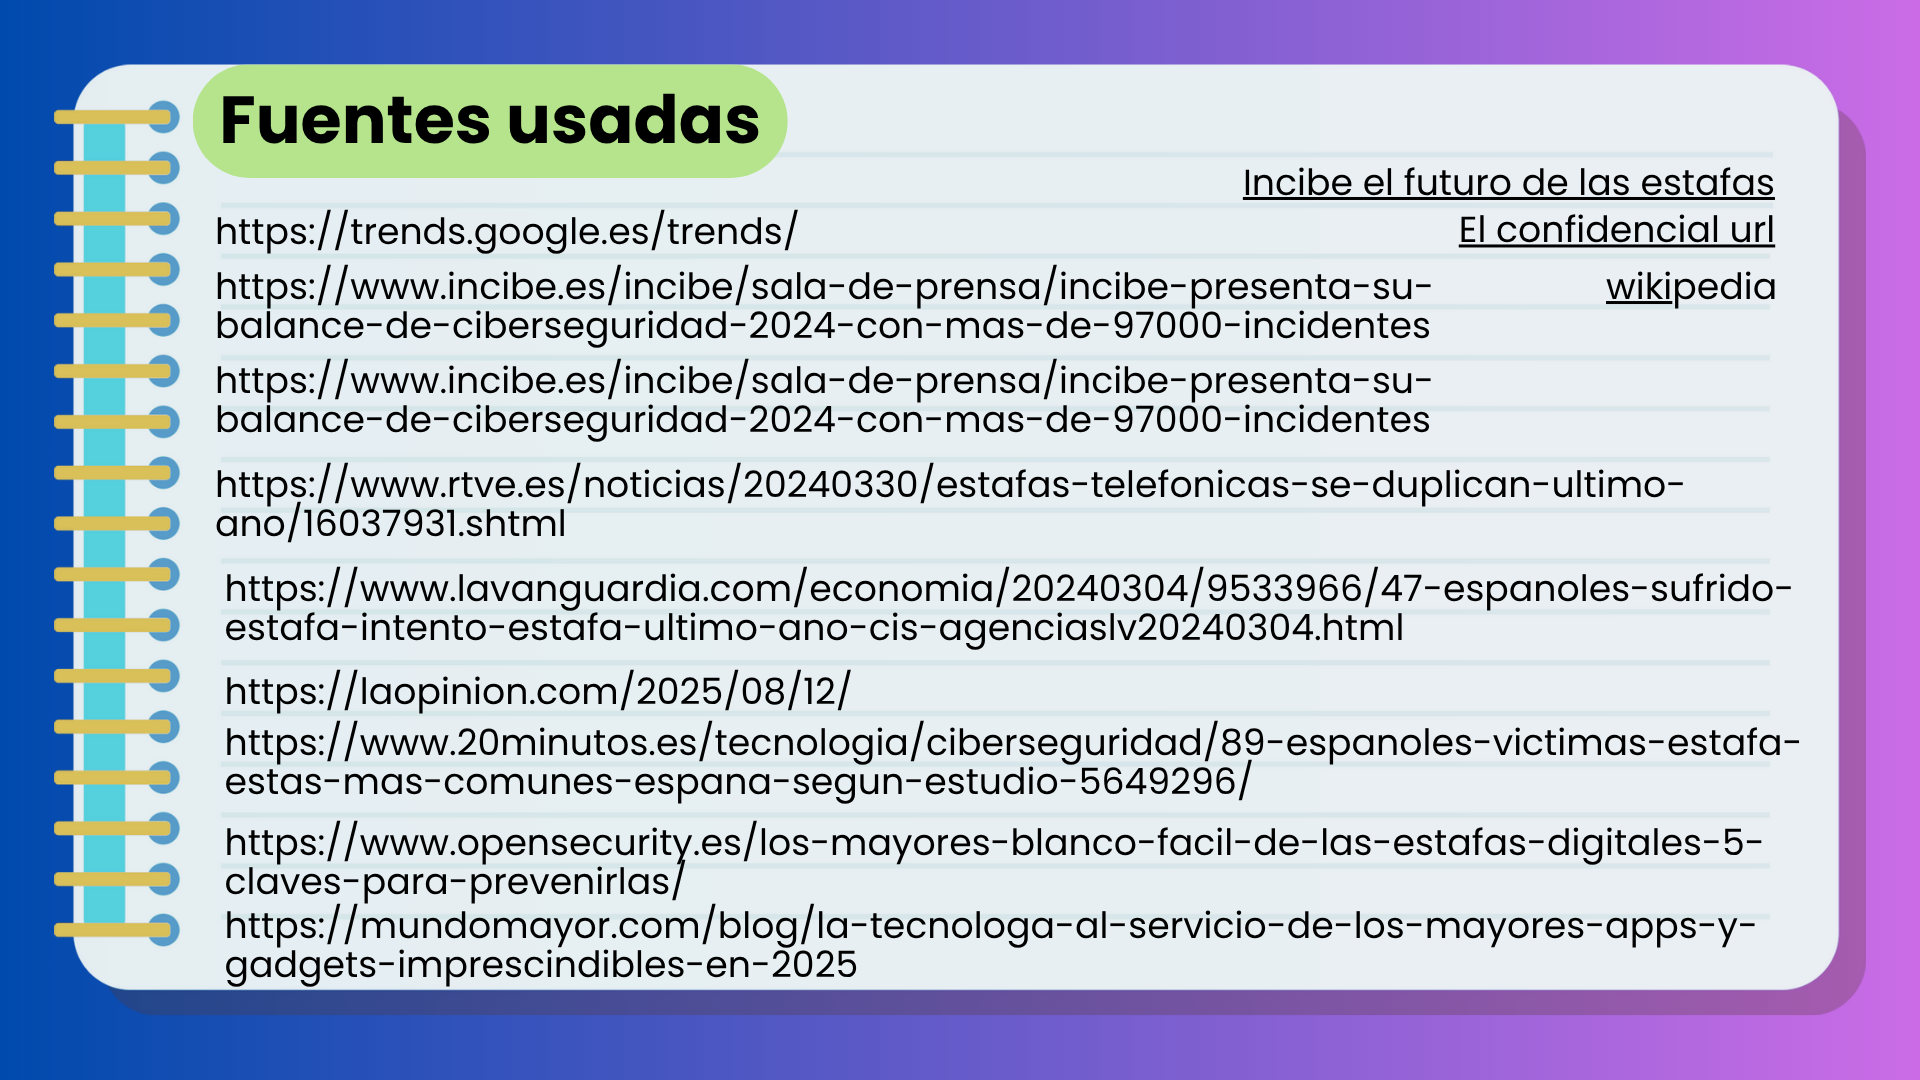 Fuentes usadas
Incibe el futuro de las estafas
https://trends.google.es/trends/
El confidencial url
https://www.incibe.es/incibe/sala-de-prensa/incibe-presenta-su-
balance-de-ciberseguridad-2024-con-mas-de-97000-incidentes
wikipedia
https://www.incibe.es/incibe/sala-de-prensa/incibe-presenta-su-
balance-de-ciberseguridad-2024-con-mas-de-97000-incidentes
https://www.rtve.es/noticias/20240330/estafas-telefonicas-se-duplican-ultimo-
ano/16037931.shtml
https://www.lavanguardia.com/economia/20240304/9533966/47-espanoles-sufrido-
estafa-intento-estafa-ultimo-ano-cis-agenciaslv20240304.html
https://laopinion.com/2025/08/12/
https://www.20minutos.es/tecnologia/ciberseguridad/89-espanoles-victimas-estafa-
estas-mas-comunes-espana-segun-estudio-5649296/
https://www.opensecurity.es/los-mayores-blanco-facil-de-las-estafas-digitales-5-
claves-para-prevenirlas/
https://mundomayor.com/blog/la-tecnologa-al-servicio-de-los-mayores-apps-y-
gadgets-imprescindibles-en-2025